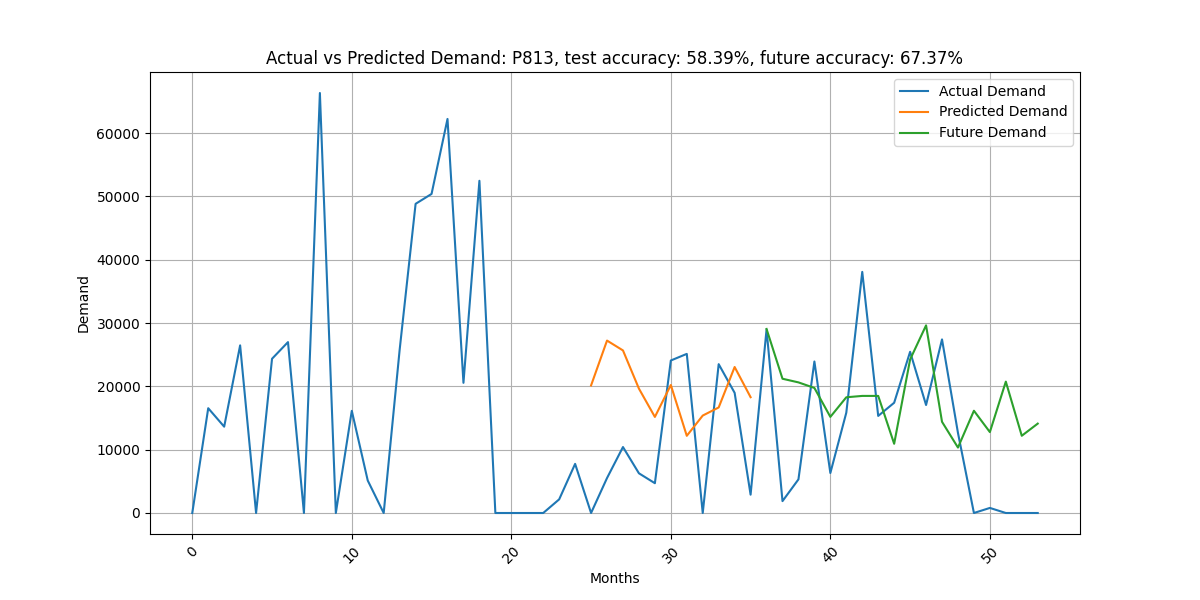 Actual vs Predicted Demand: P813, test accuracy: 58.39%, future accuracy: 67.37%
Actual Demand
Predicted Demand
Future Demand
60000
50000
40000
30000
20000
10000
0
Demand
0
10
20
30
40
50
Months